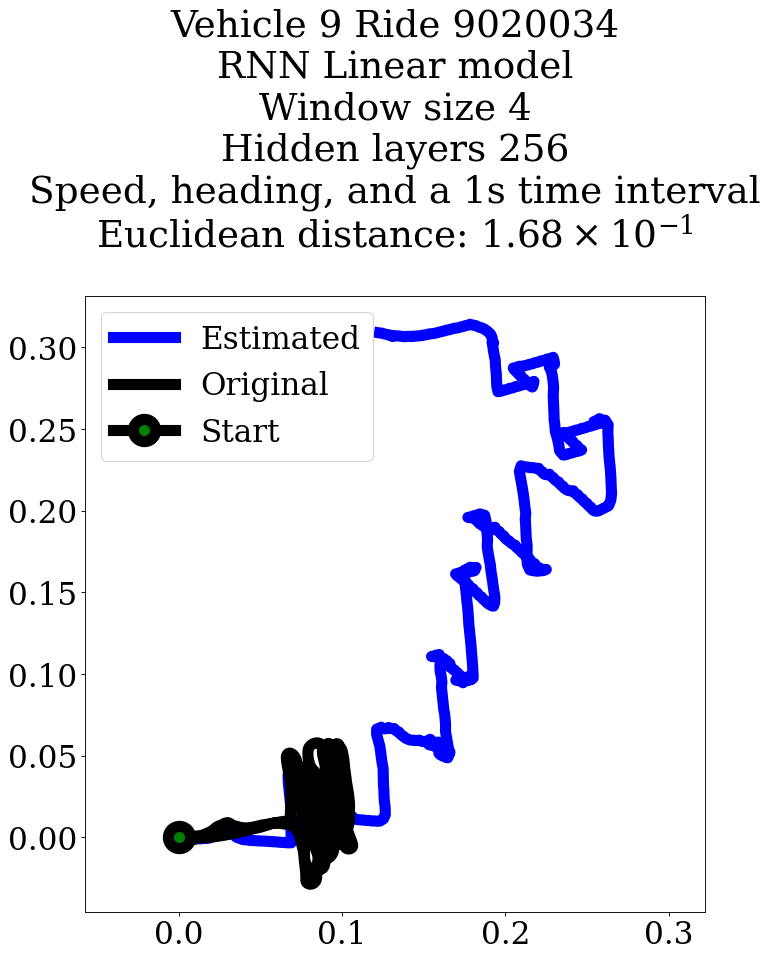 Vehicle 9 Ride 9020034
RNN Linear model
Window size 4
Hidden layers 256
Speed, heading, and a 1s time interval
Euclidean distance: 1.68 × 10⁻¹
Estimated
Original
Start
0.30
0.25
0.20
0.15
0.10
0.05
0.00
0.0 0.1 0.2 0.3